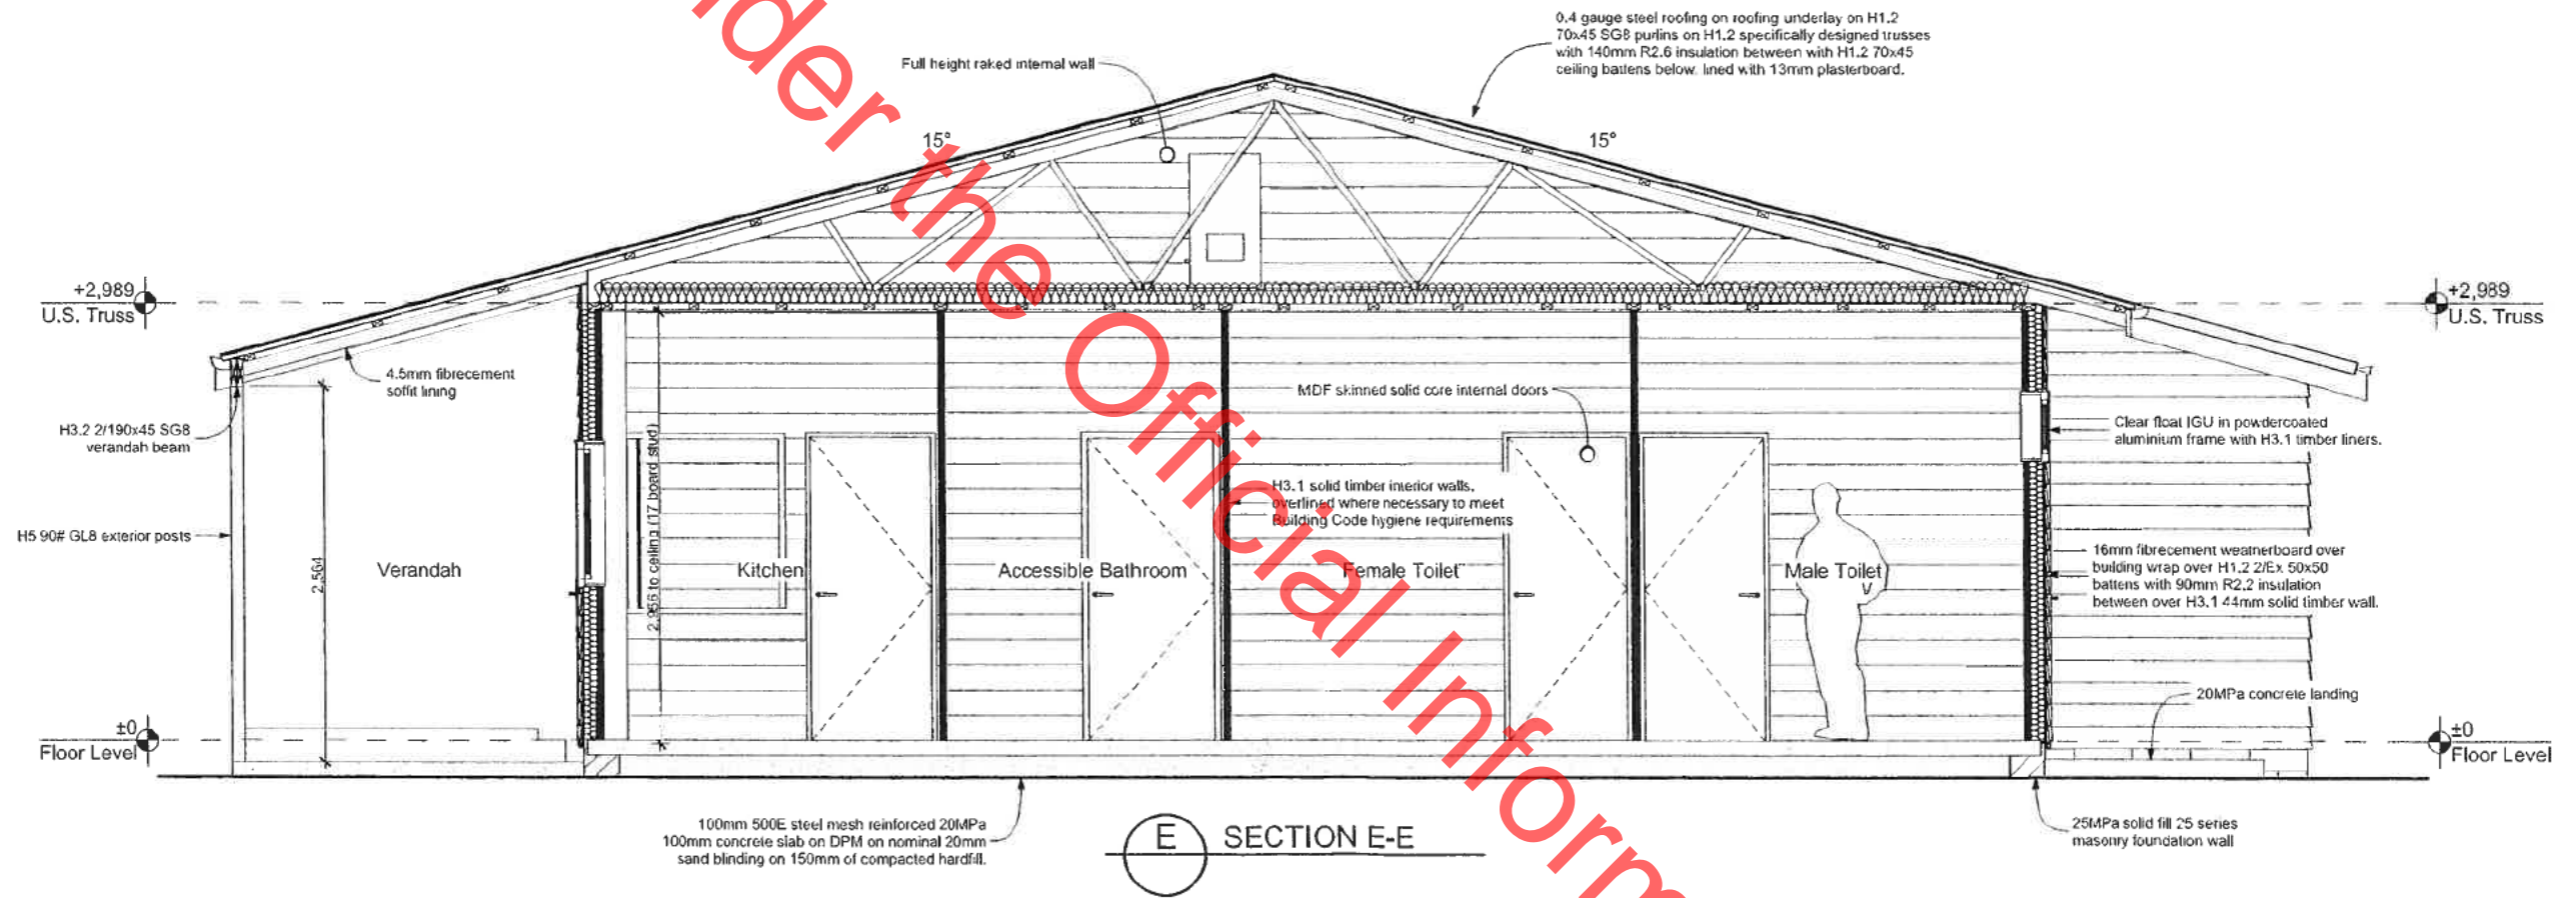 0.4 gauge steel roofing on roofing underlay on H1.2
70x45 SG8 purlins on H1.2 specifically designed trusses
with 140mm R2.6 insulation between with H1.2 70x45
ceiling battens below. lined with 13mm plasterboard.
Full height raked internal wall
15°
15°
+2,989
U.S. Truss
+2,989
U.S. Truss
4.5mm fibrecement
soffit lining
H3.2 2/190x45 SG8
verandah beam
MDF skinned solid core internal doors
Clear float IGU in powdercoated
aluminium frame with H3.1 timber liners.
H3.1 solid timber interior walls,
overlined where necessary to meet
Building Code hygiene requirements
H5 90# GL8 exterior posts
2,564
to ceiling (17 board stud)
Verandah
Kitchen
Accessible Bathroom
Female Toilet
Male Toilet
16mm fibrecement weatherboard over
building wrap over H1.2 2/Ex 50x50
battens with 90mm R2.2 insulation
between over H3.1 44mm solid timber wall.
20MPa concrete landing
±0
Floor Level
±0
Floor Level
100mm 500E steel mesh reinforced 20MPa
100mm concrete slab on DPM on nominal 20mm
sand blinding on 150mm of compacted hardfill.
E
SECTION E-E
25MPa solid fill 25 series
masonry foundation wall
nder the Official Inform